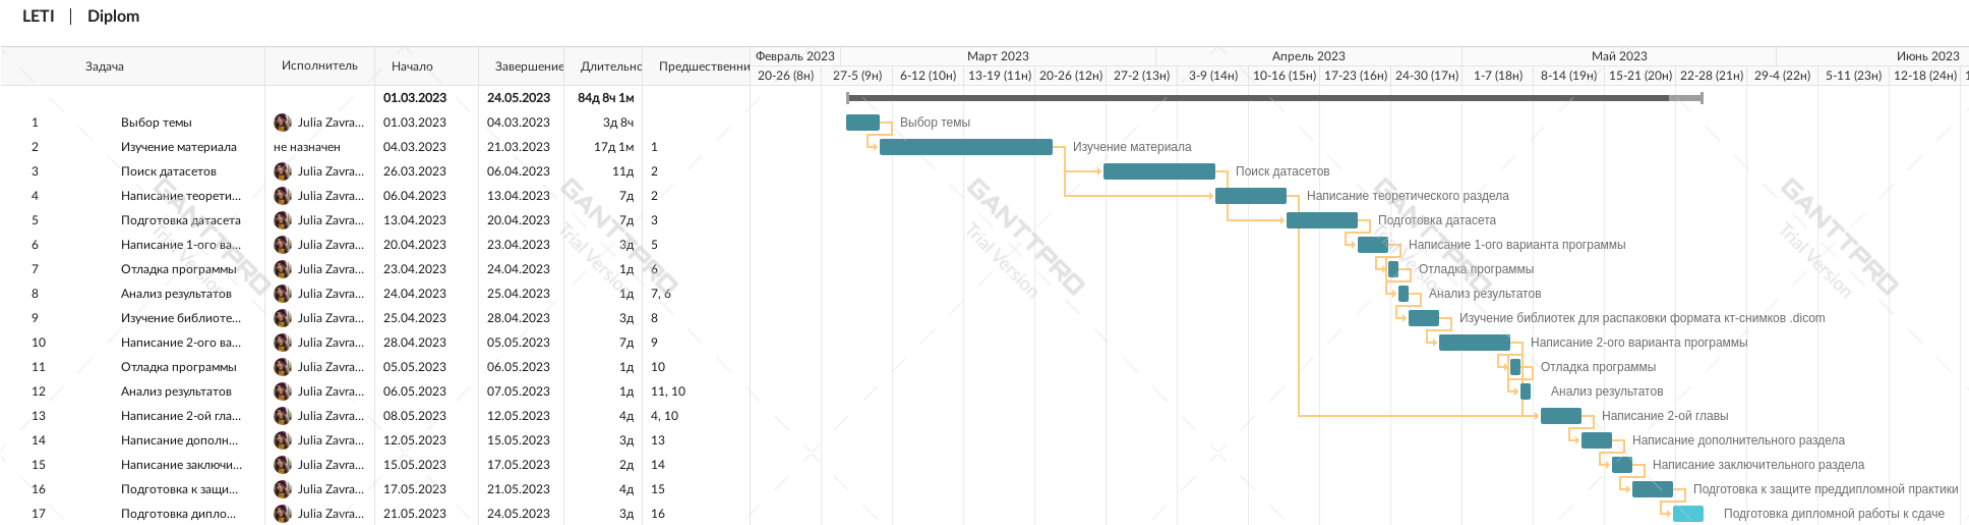 LETI | Diplom
Задача Исполнитель Начало Завершение Длительнс Предшественни Февраль 2023 Март 2023 Апрель 2023 Май 2023 Июнь 2023
20-26 (8н) 27-5 (9н) 6-12 (10н) 13-19 (11н) 20-26 (12н) 27-2 (13н) 3-9 (14н) 10-16 (15н) 17-23 (16н) 24-30 (17н) 1-7 (18н) 8-14 (19н) 15-21 (20н) 22-28 (21н) 29-4 (22н) 5-11 (23н) 12-18 (24н) 1
01.03.2023 24.05.2023 84д 8ч 1м
1 Выбор темы Julia Zavra... 01.03.2023 04.03.2023 3д 8ч Выбор темы
2 Изучение материала не назначен 04.03.2023 21.03.2023 17д 1м 1 Изучение материала
3 Поиск датасетов Julia Zavra... 26.03.2023 06.04.2023 11д 2 Поиск датасетов
4 Написание теорети... Julia Zavra... 06.04.2023 13.04.2023 7д 2 Написание теоретического раздела
5 Подготовка датасета Julia Zavra... 13.04.2023 20.04.2023 7д 3 Подготовка датасета
6 Написание 1-ого ва... Julia Zavra... 20.04.2023 23.04.2023 3д 5 Написание 1-ого варианта программы
7 Отладка программы Julia Zavra... 23.04.2023 24.04.2023 1д 6 Отладка программы
8 Анализ результатов Julia Zavra... 24.04.2023 25.04.2023 1д 7, 6 Анализ результатов
9 Изучение библиоте... Julia Zavra... 25.04.2023 28.04.2023 3д 8 Изучение библиотек для распаковки формата кт-снимков .dicom
10 Написание 2-ого ва... Julia Zavra... 28.04.2023 05.05.2023 7д 9 Написание 2-ого варианта программы
11 Отладка программы Julia Zavra... 05.05.2023 06.05.2023 1д 10 Отладка программы
12 Анализ результатов Julia Zavra... 06.05.2023 07.05.2023 1д 11, 10 Анализ результатов
13 Написание 2-ой гла... Julia Zavra... 08.05.2023 12.05.2023 4д 4, 10 Написание 2-ой главы
14 Написание дополн... Julia Zavra... 12.05.2023 15.05.2023 3д 13 Написание дополнительного раздела
15 Написание заключи... Julia Zavra... 15.05.2023 17.05.2023 2д 14 Написание заключительного раздела
16 Подготовка к защи... Julia Zavra... 17.05.2023 21.05.2023 4д 15 Подготовка к защите преддипломной практики
17 Подготовка дипло... Julia Zavra... 21.05.2023 24.05.2023 3д 16 Подготовка дипломной работы к сдаче
GANTTPRO
Trial Version
GANTTPRO
Trial Version
GANTTPRO
Trial Version
GANTTPRO
Trial Version
GANTTPRO
Trial Version